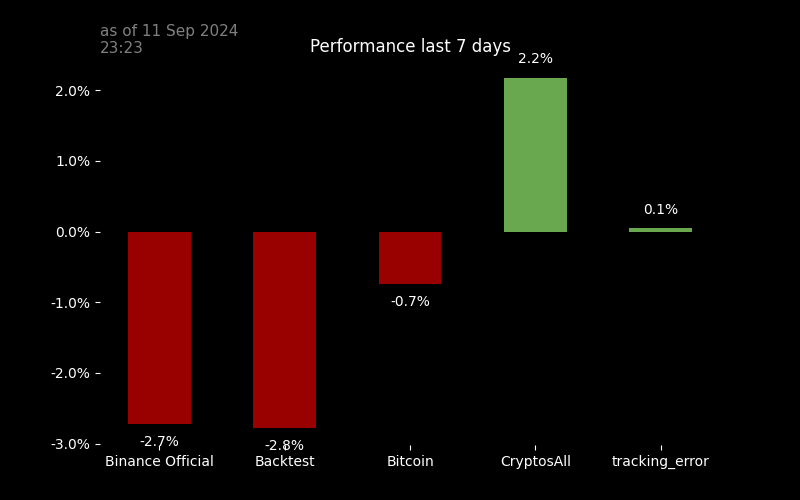 as of 11 Sep 2024
23:23
Performance last 7 days
2.2%
2.0%
1.0%
0.1%
0.0%
-0.7%
-1.0%
-2.0%
-2.7%
-2.8%
-3.0%
Binance Official
Backtest
Bitcoin
CryptosAll
tracking_error